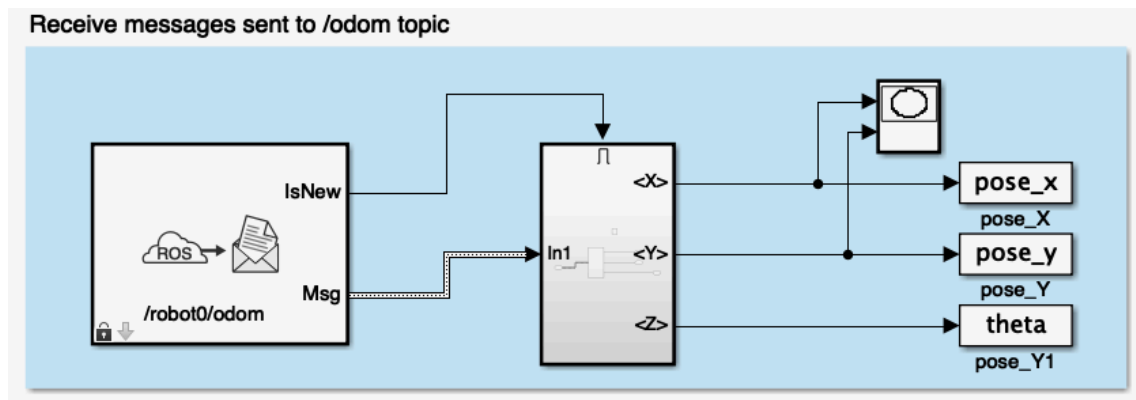 Receive messages sent to /odom topic
IsNew
ROS
Msg
/robot0/odom
In1
<X>
<Y>
<Z>
pose_x
pose_X
pose_y
pose_Y
theta
pose_Y1